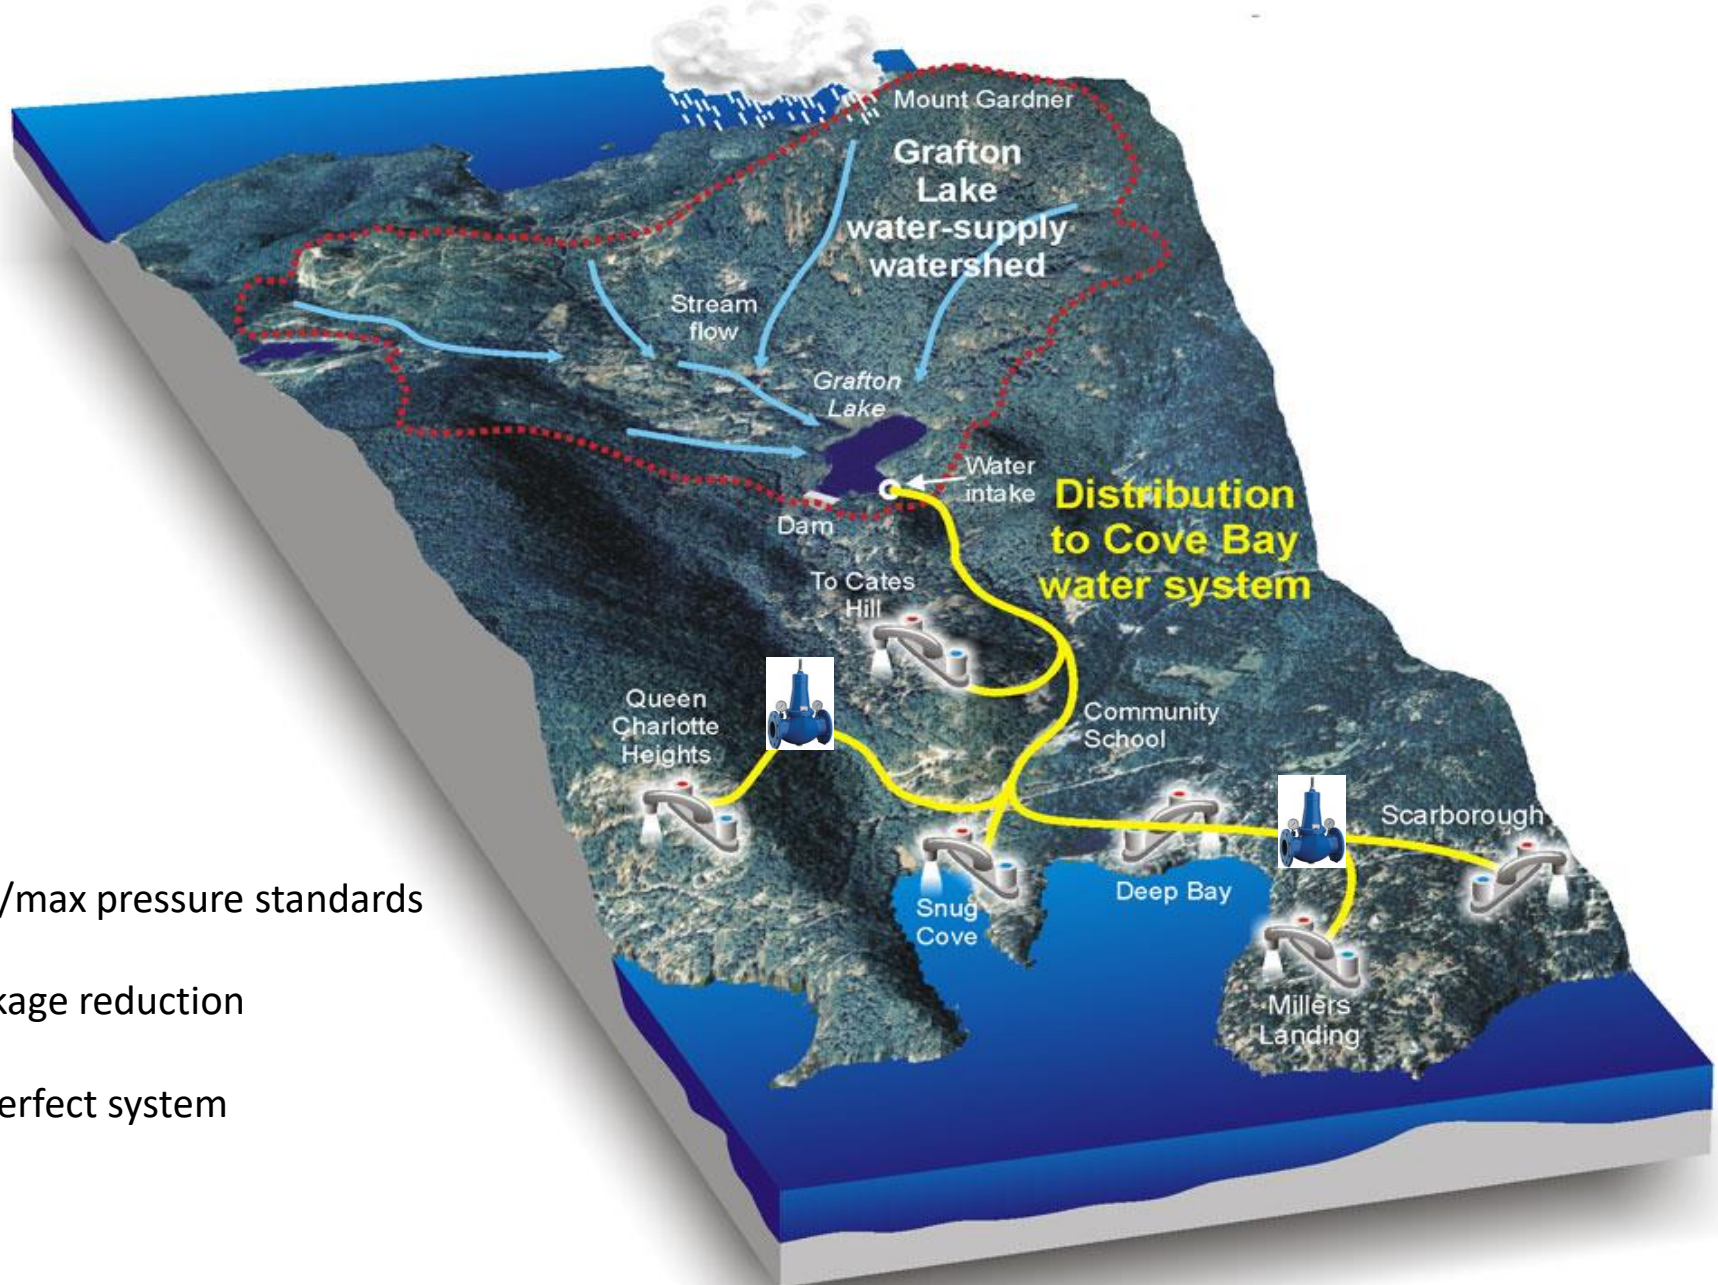 Mount Gardner
Grafton
Lake
water-supply
watershed
Stream
flow
Grafton
Lake
Water
intake
Dam
Distribution
to Cove Bay
water system
To Cates
Hill
Queen
Charlotte
Heights
Community
School
Scarborough
Deep Bay
Snug
Cove
Millers
Landing
/max pressure standards
kage reduction
erfect system